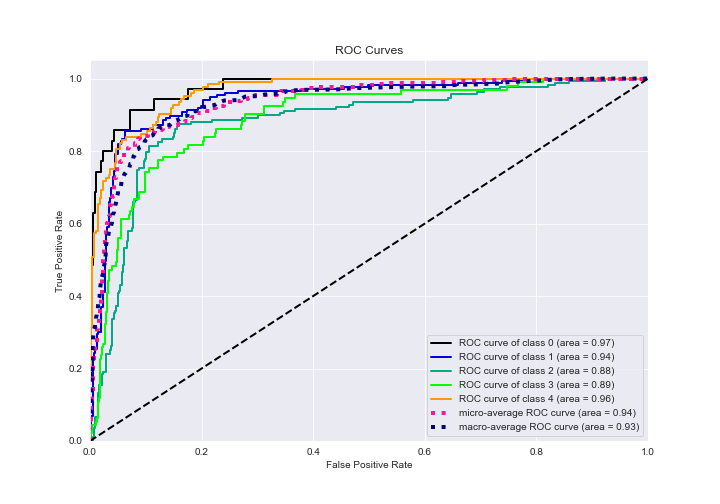 ROC Curves
True Positive Rate
1.0
0.8
0.6
0.4
0.2
0.0
0.0 0.2 0.4 0.6 0.8 1.0
False Positive Rate
ROC curve of class 0 (area = 0.97)
ROC curve of class 1 (area = 0.94)
ROC curve of class 2 (area = 0.88)
ROC curve of class 3 (area = 0.89)
ROC curve of class 4 (area = 0.96)
micro-average ROC curve (area = 0.94)
macro-average ROC curve (area = 0.93)